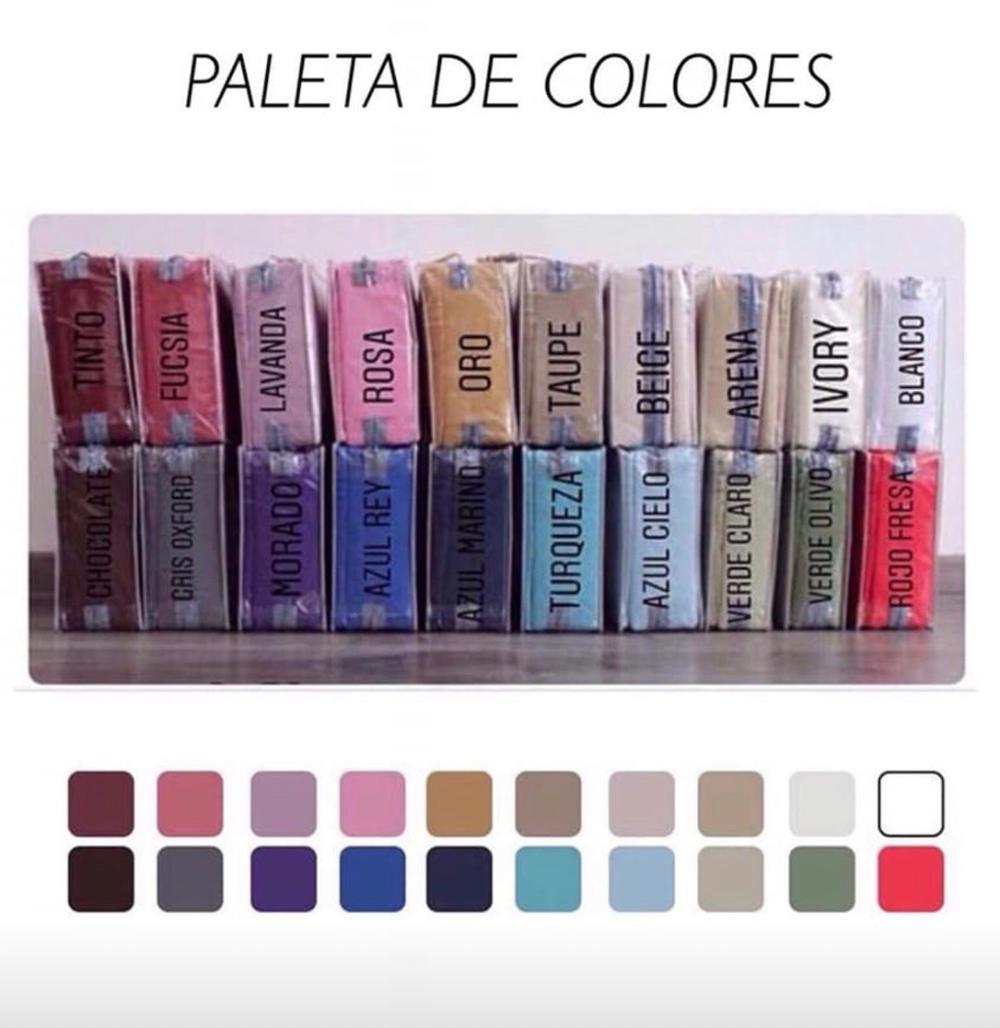 PALETA DE COLORES
TINTO
FUCSIA
LAVANDA
ROSA
ORO
TAUPE
BEIGE
ARENA
IVORY
BLANCO
CHOCOLATE
GRIS OXFORD
MORADO
AZUL REY
AZUL MARINO
TURQUEZA
AZUL CIELO
VERDE CLARO
VERDE OLIVO
ROJO FRESA